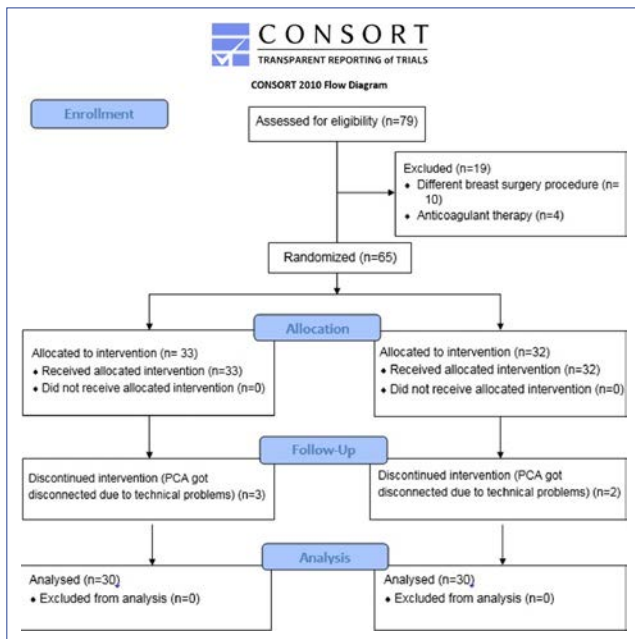 CONSORT
TRANSPARENT REPORTING of TRIALS
CONSORT 2010 Flow Diagram
Enrollment
Assessed for eligibility (n=79)
Excluded (n=19)
♦ Different breast surgery procedure (n=
10)
♦ Anticoagulant therapy (n=4)
Randomized (n=65)
Allocation
Allocated to intervention (n= 33)
♦ Received allocated intervention (n=33)
♦ Did not receive allocated intervention (n=0)
Allocated to intervention (n=32)
♦ Received allocated intervention (n=32)
♦ Did not receive allocated intervention (n=0)
Follow-Up
Discontinued intervention (PCA got
disconnected due to technical problems) (n=3)
Discontinued intervention (PCA got
disconnected due to technical problems) (n=2)
Analysis
Analysed (n=30)
♦ Excluded from analysis (n=0)
Analysed (n=30)
♦ Excluded from analysis (n=0)